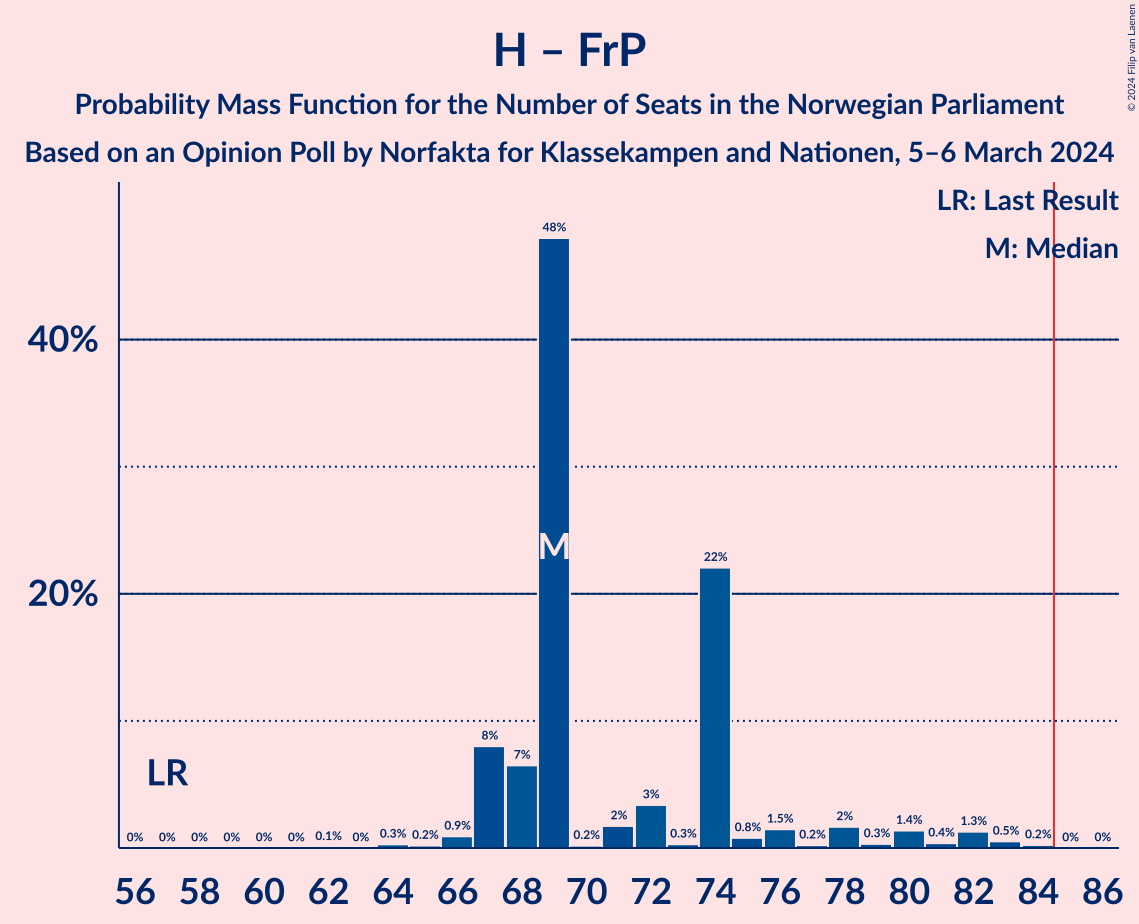 H – FrP
Probability Mass Function for the Number of Seats in the Norwegian Parliament
Based on an Opinion Poll by Norfakta for Klassekampen and Nationen, 5–6 March 2024
© 2024 Filip van Laenen
LR: Last Result
M: Median
48%
40%
M
22%
20%
8%
7%
LR
0% 0% 0% 0% 0% 0% 0.1% 0% 0.3% 0.2% 0.9% 0.2% 2% 3% 0.3% 0.8% 1.5% 0.2% 2% 0.3% 1.4% 0.4% 1.3% 0.5% 0.2% 0% 0%
56 58 60 62 64 66 68 70 72 74 76 78 80 82 84 86